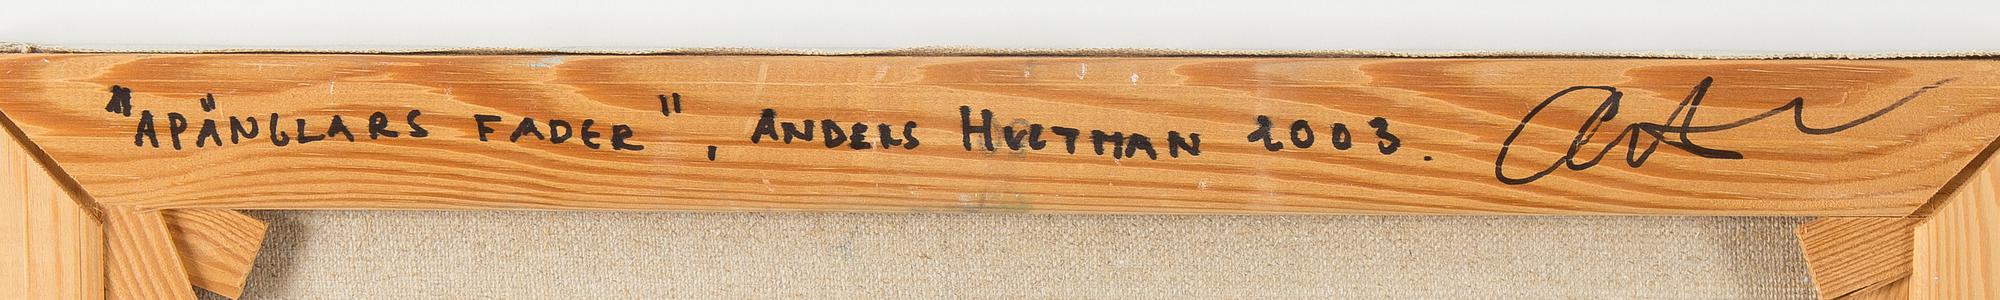 "APÄNGLARS FADER", ANDERS HULTMAN 2003.